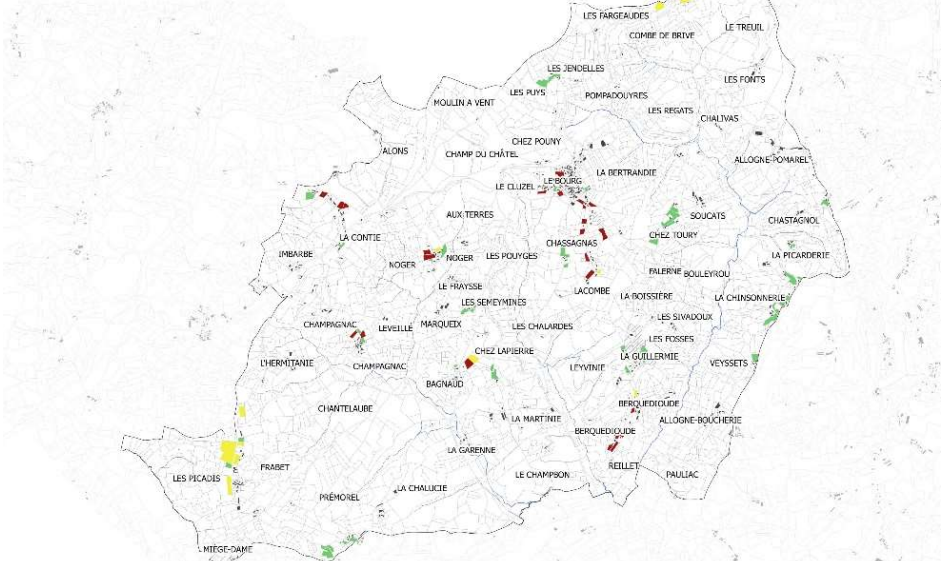 LES FARGEAUDES
LE TREUIL
COMBE DE BRIVE
LES JENDELLES
LES FONTS
LES PUYS
POMPADOUYRES
MOULIN A VENT
LES REGATS
CHALIVAS
CHEZ POUNY
ALONS
CHAMP DU CHÂTEL
ALLOGNE-POMAREL
LA BERTRANDIE
LE BOURG
LE CLUZEL
AUX TERRES
SOUCATS
CHASTAGNOL
LA CONTIE
CHEZ TOURY
CHASSAGNAS
IMBARBE
NOGER
NOGER
LES POUYGES
LA PICARDERIE
FALERNE
BOULEYROU
LE FRAYSSE
LACOMBE
LA BOISSIÈRE
LA CHINSONNERIE
LES SEMEYMINES
LES SIVADOUX
CHAMPAGNAC
LEVEILLE
MARQUEIX
LES CHALARDES
LES FOSSES
CHEZ LAPIERRE
LA GUILLERMIE
L'HERMITANIE
CHAMPAGNAC
LEYVINIE
VEYSSETS
BAGNAUD
BERQUEDIOUDE
CHANTELAUBE
LA MARTINIE
ALLOGNE-BOUCHERIE
BERQUEDIOUDE
LA GARENNE
FRABET
REILLET
LES PICADIS
LE CHAMPBON
PAULIAC
LA CHALUCIE
PRÉMOREL
MIÈGE-DAME